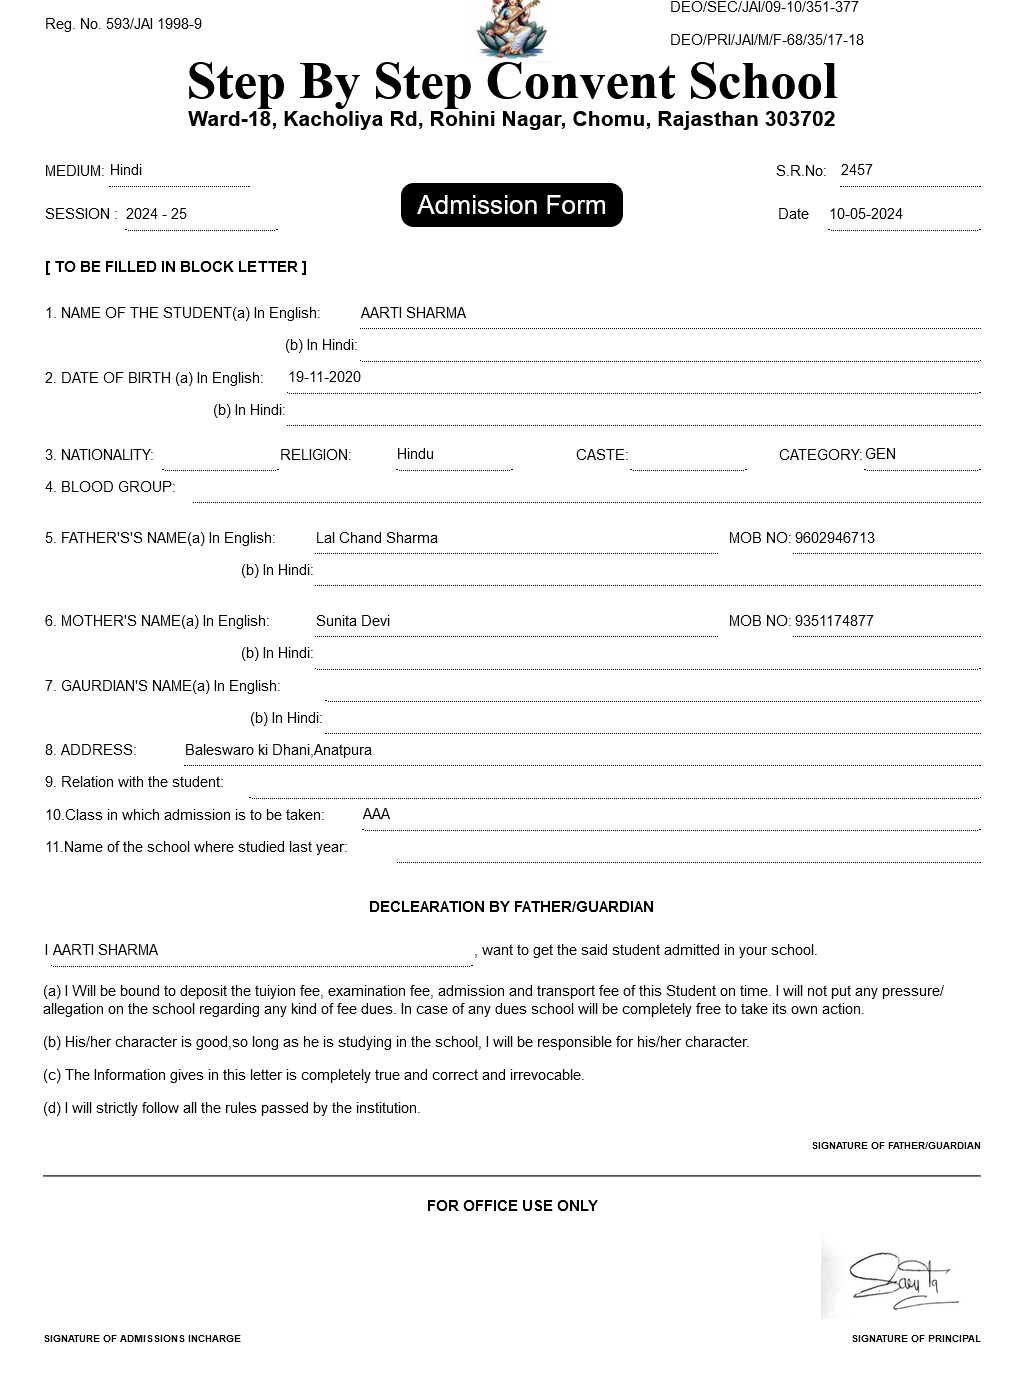 DEO/SEC/JAI/09-10/351-377
Reg. No. 593/JAI 1998-9
DEO/PRI/JAI/M/F-68/35/17-18
Step By Step Convent School
Ward-18, Kacholiya Rd, Rohini Nagar, Chomu, Rajasthan 303702
MEDIUM: Hindi S.R.No: 2457
Admission Form
SESSION : 2024 - 25 Date 10-05-2024
[ TO BE FILLED IN BLOCK LETTER ]
1. NAME OF THE STUDENT(a) In English: AARTI SHARMA
(b) In Hindi:
2. DATE OF BIRTH (a) In English: 19-11-2020
(b) In Hindi:
3. NATIONALITY: RELIGION: Hindu CASTE: CATEGORY: GEN
4. BLOOD GROUP:
5. FATHER'S'S NAME(a) In English: Lal Chand Sharma MOB NO: 9602946713
(b) In Hindi:
6. MOTHER'S NAME(a) In English: Sunita Devi MOB NO: 9351174877
(b) In Hindi:
7. GAURDIAN'S NAME(a) In English:
(b) In Hindi:
8. ADDRESS: Baleswaro ki Dhani,Anatpura
9. Relation with the student:
10.Class in which admission is to be taken: AAA
11.Name of the school where studied last year:
DECLEARATION BY FATHER/GUARDIAN
I AARTI SHARMA , want to get the said student admitted in your school.
(a) I Will be bound to deposit the tuiyion fee, examination fee, admission and transport fee of this Student on time. I will not put any pressure/
allegation on the school regarding any kind of fee dues. In case of any dues school will be completely free to take its own action.
(b) His/her character is good,so long as he is studying in the school, I will be responsible for his/her character.
(c) The Information gives in this letter is completely true and correct and irrevocable.
(d) I will strictly follow all the rules passed by the institution.
SIGNATURE OF FATHER/GUARDIAN
FOR OFFICE USE ONLY
SIGNATURE OF ADMISSIONS INCHARGE SIGNATURE OF PRINCIPAL